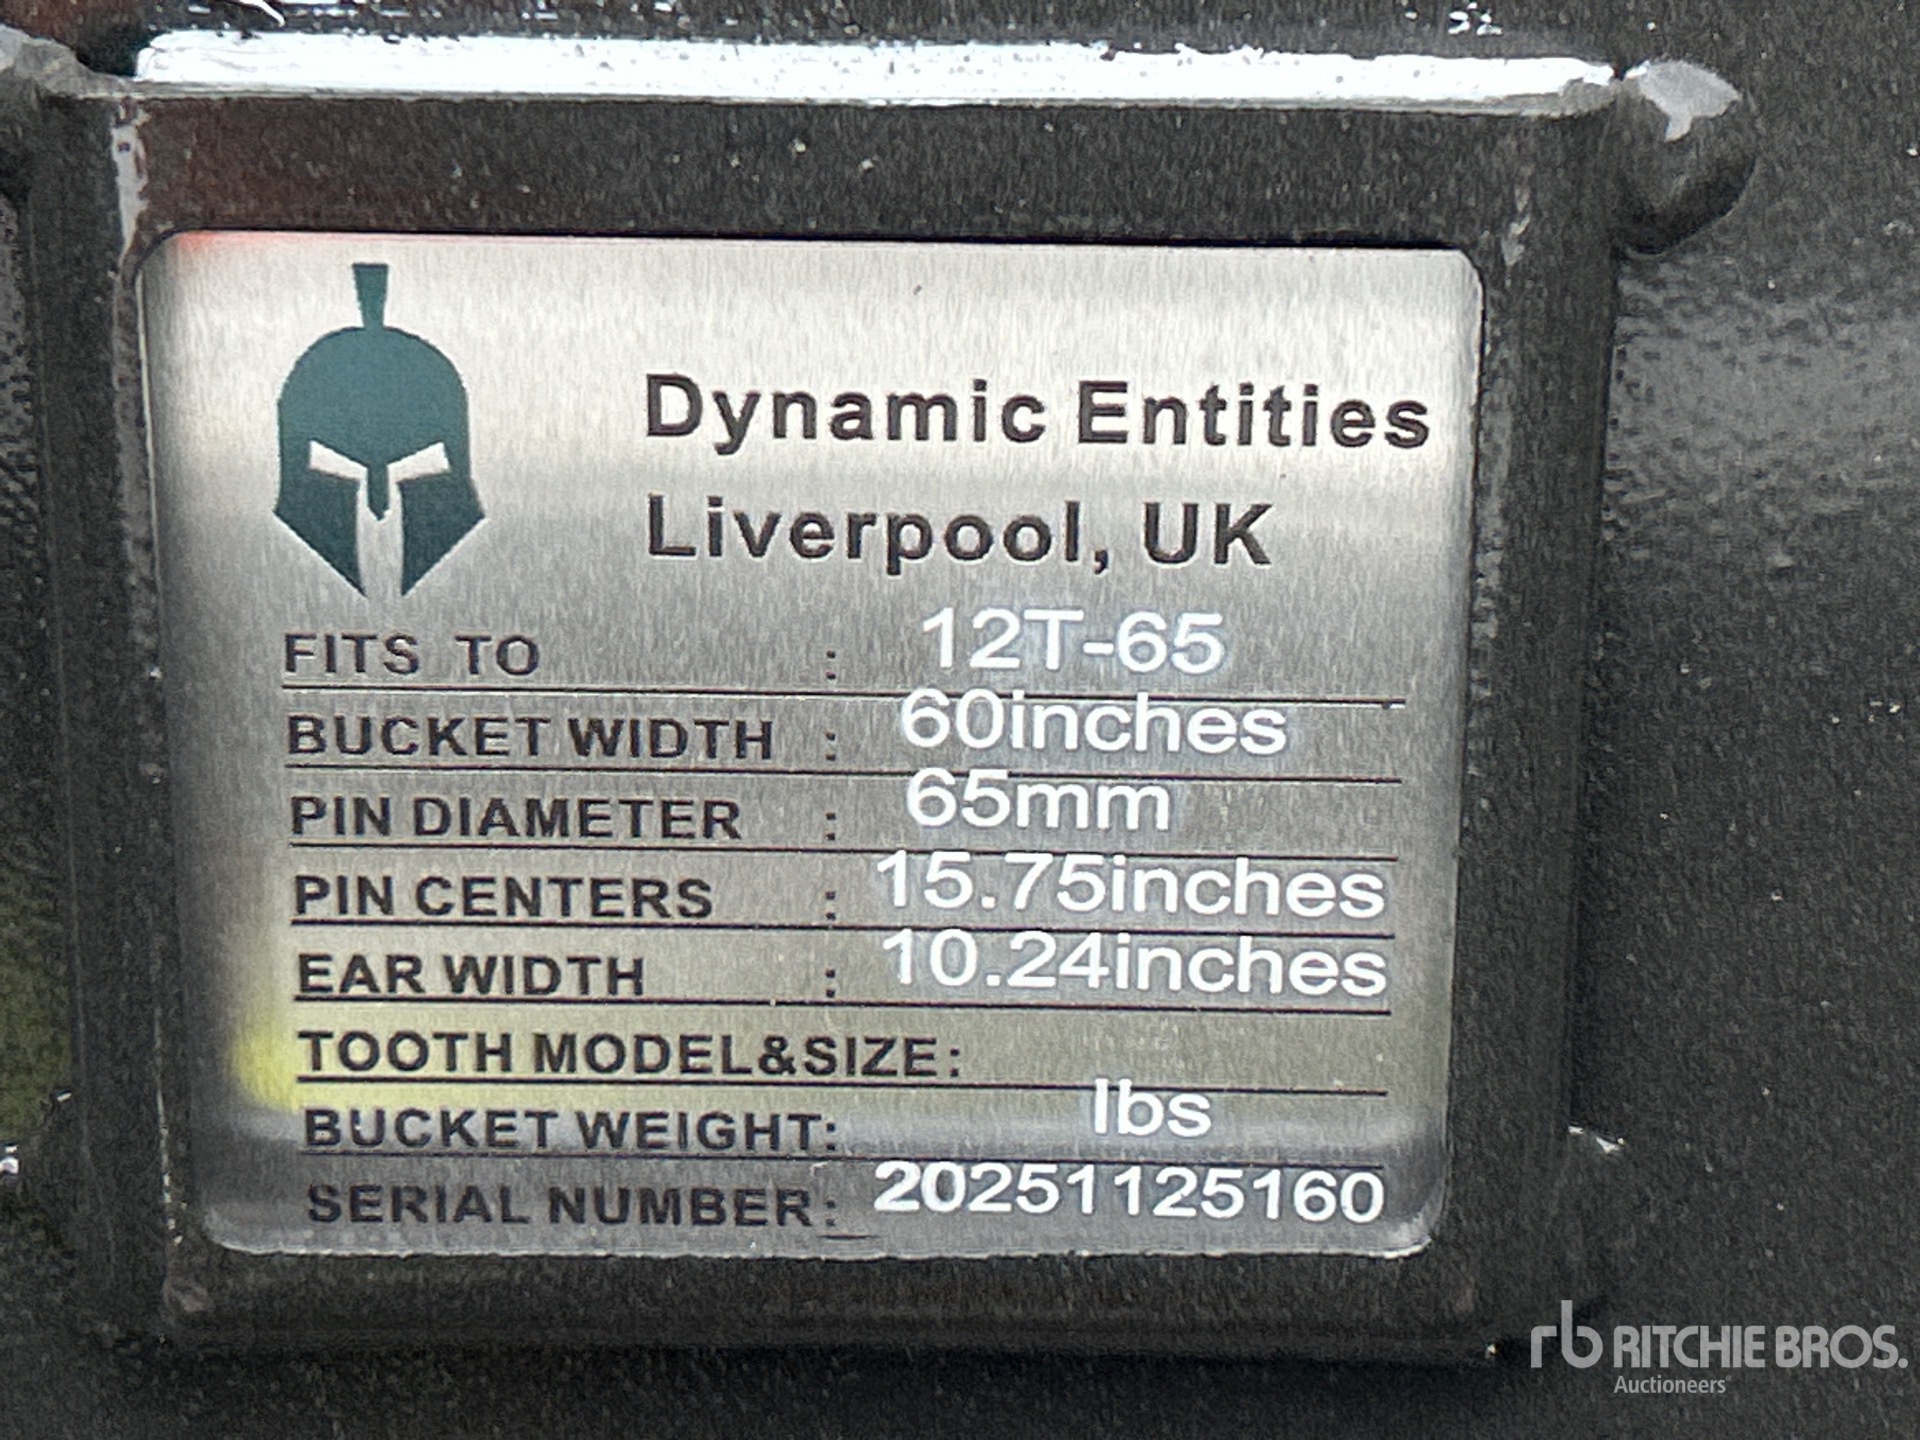 Dynamic Entities
Liverpool, UK
FITS TO : 12T-65
BUCKET WIDTH : 60inches
PIN DIAMETER : 65mm
PIN CENTERS : 15.75inches
EAR WIDTH : 10.24inches
TOOTH MODEL&SIZE:
BUCKET WEIGHT: lbs
SERIAL NUMBER: 20251125160
rb RITCHIE BROS.
Auctioneers